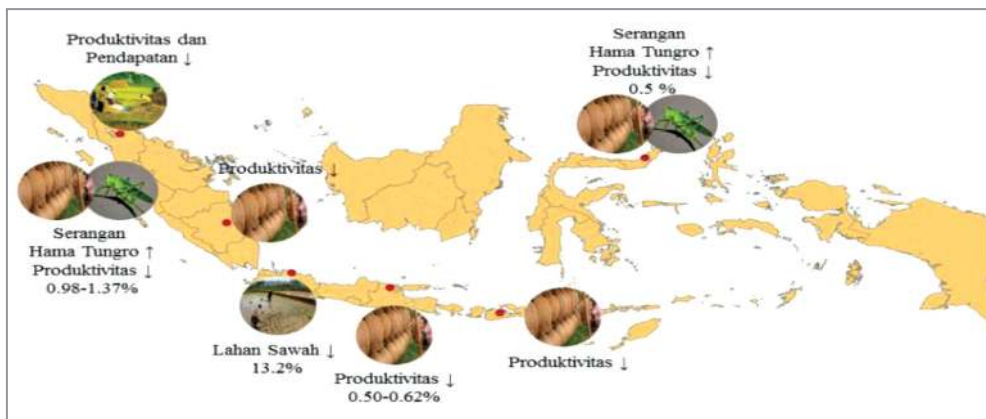 Produktivitas dan
Pendapatan ↓
Serangan
Hama Tungro ↑
Produktivitas ↓
0.5 %
Produktivitas ↓
Serangan
Hama Tungro ↑
Produktivitas ↓
0.98-1.37%
Lahan Sawah ↓
13.2%
Produktivitas ↓
0.50-0.62%
Produktivitas ↓